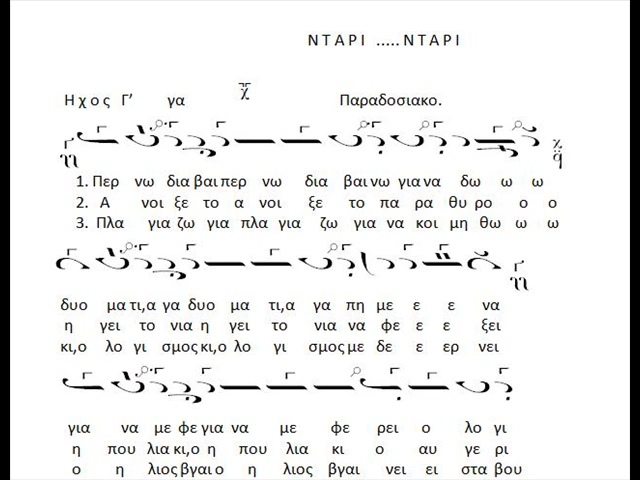 ΝΤΑΡΙ .....ΝΤΑΡΙ
Ηχος Γ’ γα Παραδοσιακο.
1. Περ νω δια βαι περ νω δια βαι νω για να δω ω ω
2. Α νοι ξε το α νοι ξε το πα ρα θυ ρο ο ο
3. Πλα για ζω για πλα για ζω για να κοι μη θω ω ω
δυο μα τι,α γα δυο μα τι,α γα πη με ε ε να
η γει το νια η γει το νια να φε ε ε ξει
κι,ο λο γι σμος κι,ο λο γι σμος με δε ε ερ νει
για να με φε για να με φε ρει ο λο γι
η που λια κι,ο η που λια κι ο αυ γε ρι
ο η λιος βγαι ο η λιος βγαι νει ει στα βου